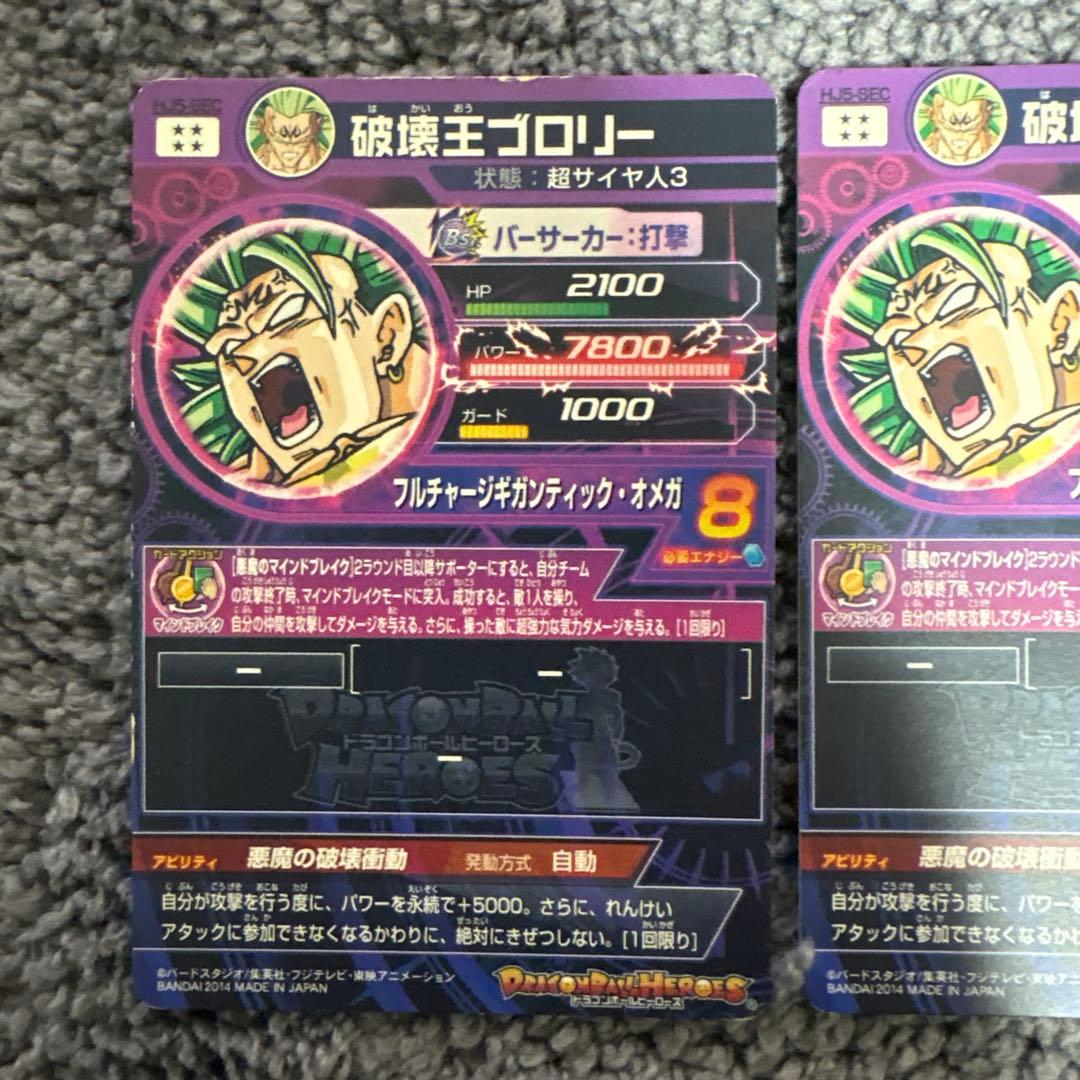 HJ5-SEC
は かい おう
破壊王ブロリー
状態:超サイヤ人3
Bs バーサーカー:打撃
HP 2100
パワー 7800
ガード 1000
フルチャージギガンティック・オメガ 8
必要エナジー
カードアクション
マインドブレイク
[悪魔のマインドブレイク]2ラウンド目以降サポーターにすると、自分チーム
の攻撃終了時、マインドブレイクモードに突入。成功すると、敵1人を操り、
自分の仲間を攻撃してダメージを与える。さらに、操った敵に超強力な気力ダメージを与える。[1回限り]
ー ー
DRAGON BALL
ドラゴンボールヒーローズ
ー
HEROES
アビリティ 悪魔の破壊衝動 発動方式 自動
自分が攻撃を行う度に、パワーを永続で+5000。さらに、れんけい
アタックに参加できなくなるかわりに、絶対にきぜつしない。[1回限り]
©バードスタジオ/集英社・フジテレビ・東映アニメーション
BANDAI 2014 MADE IN JAPAN
DRAGON BALL HEROES
ドラゴンボールヒーローズ
HJ5-SEC
は
破
[悪魔のマインドブレイク]2ラウンド
の攻撃終了時、マインドブレイクモー
自分の仲間を攻撃してダメージを与え
カードアクション
マインドブレイク
ー
アビリティ 悪魔の破壊衝動
自分が攻撃を行う度に、パワーを
アタックに参加できなくなるかわ
©バードスタジオ/集英社・フジテレビ・東映アニ
BANDAI 2014 MADE IN JAPAN